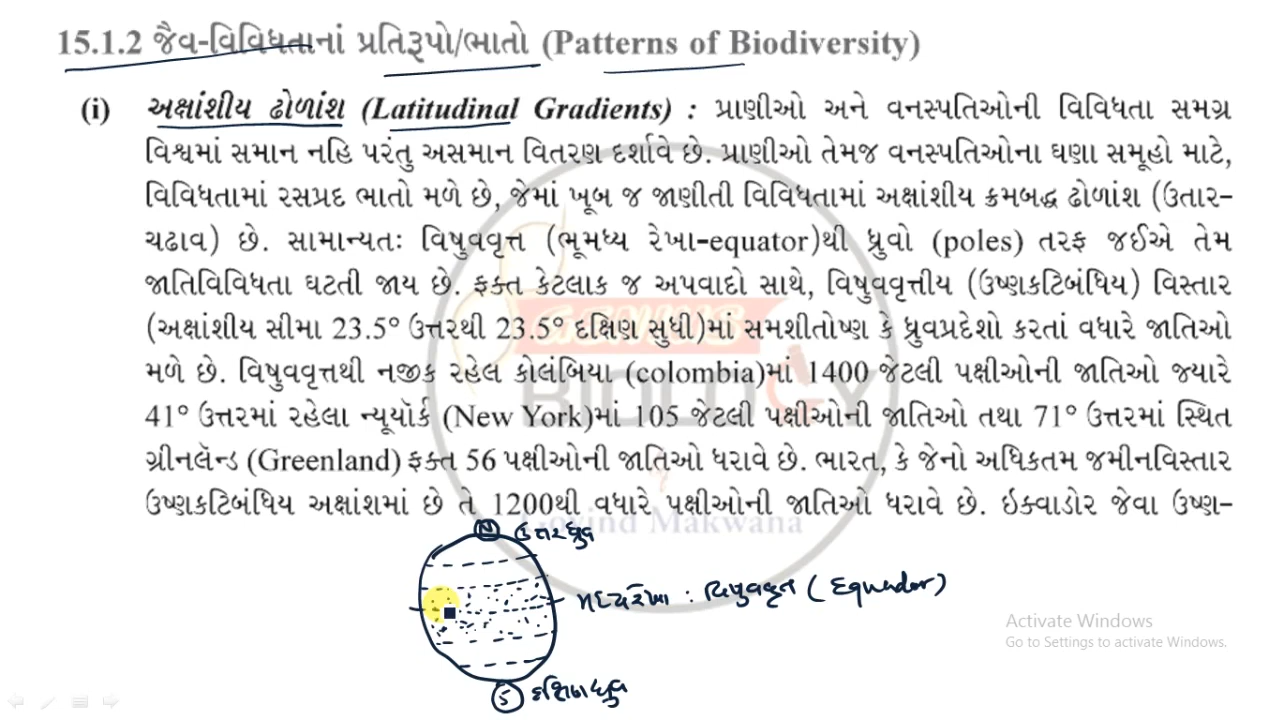 15.1.2 જૈવ-વિવિધતાનાં પ્રતિરૂપો/ભાતો (Patterns of Biodiversity)
(i) અક્ષાંશીય ઢોળાંશ (Latitudinal Gradients) : પ્રાણીઓ અને વનસ્પતિઓની વિવિધતા સમગ્ર
વિશ્વમાં સમાન નહિ પરંતુ અસમાન વિતરણ દર્શાવે છે. પ્રાણીઓ તેમજ વનસ્પતિઓના ઘણા સમૂહો માટે,
વિવિધતામાં રસપ્રદ ભાતો મળે છે, જેમાં ખૂબ જ જાણીતી વિવિધતામાં અક્ષાંશીય ક્રમબદ્ધ ઢોળાંશ (ઉતાર-
ચઢાવ) છે. સામાન્યતઃ વિષુવવૃત્ત (ભૂમધ્ય રેખા-equator)થી ધ્રુવો (poles) તરફ જઈએ તેમ
જાતિવિવિધતા ઘટતી જાય છે. ફક્ત કેટલાક જ અપવાદો સાથે, વિષુવવૃત્તીય (ઉષ્ણકટિબંધિય) વિસ્તાર
(અક્ષાંશીય સીમા 23.5° ઉત્તરથી 23.5° દક્ષિણ સુધી)માં સમશીતોષ્ણ કે ધ્રુવપ્રદેશો કરતાં વધારે જાતિઓ
મળે છે. વિષુવવૃત્તથી નજીક રહેલ કોલંબિયા (colombia)માં 1400 જેટલી પક્ષીઓની જાતિઓ જ્યારે
41° ઉત્તરમાં રહેલા ન્યૂયૉર્ક (New York)માં 105 જેટલી પક્ષીઓની જાતિઓ તથા 71° ઉત્તરમાં સ્થિત
ગ્રીનલૅન્ડ (Greenland) ફક્ત 56 પક્ષીઓની જાતિઓ ધરાવે છે. ભારત, કે જેનો અધિકતમ જમીનવિસ્તાર
ઉષ્ણકટિબંધિય અક્ષાંશમાં છે તે 1200થી વધારે પક્ષીઓની જાતિઓ ધરાવે છે. ઇક્વાડોર જેવા ઉષ્ણ-
GENIUS
BIOLOGY
Govind Makwana
N ઉત્તરધ્રુવ
મધ્યરેખા : વિષુવવૃત (Equador)
S દક્ષિણધ્રુવ
Activate Windows
Go to Settings to activate Windows.